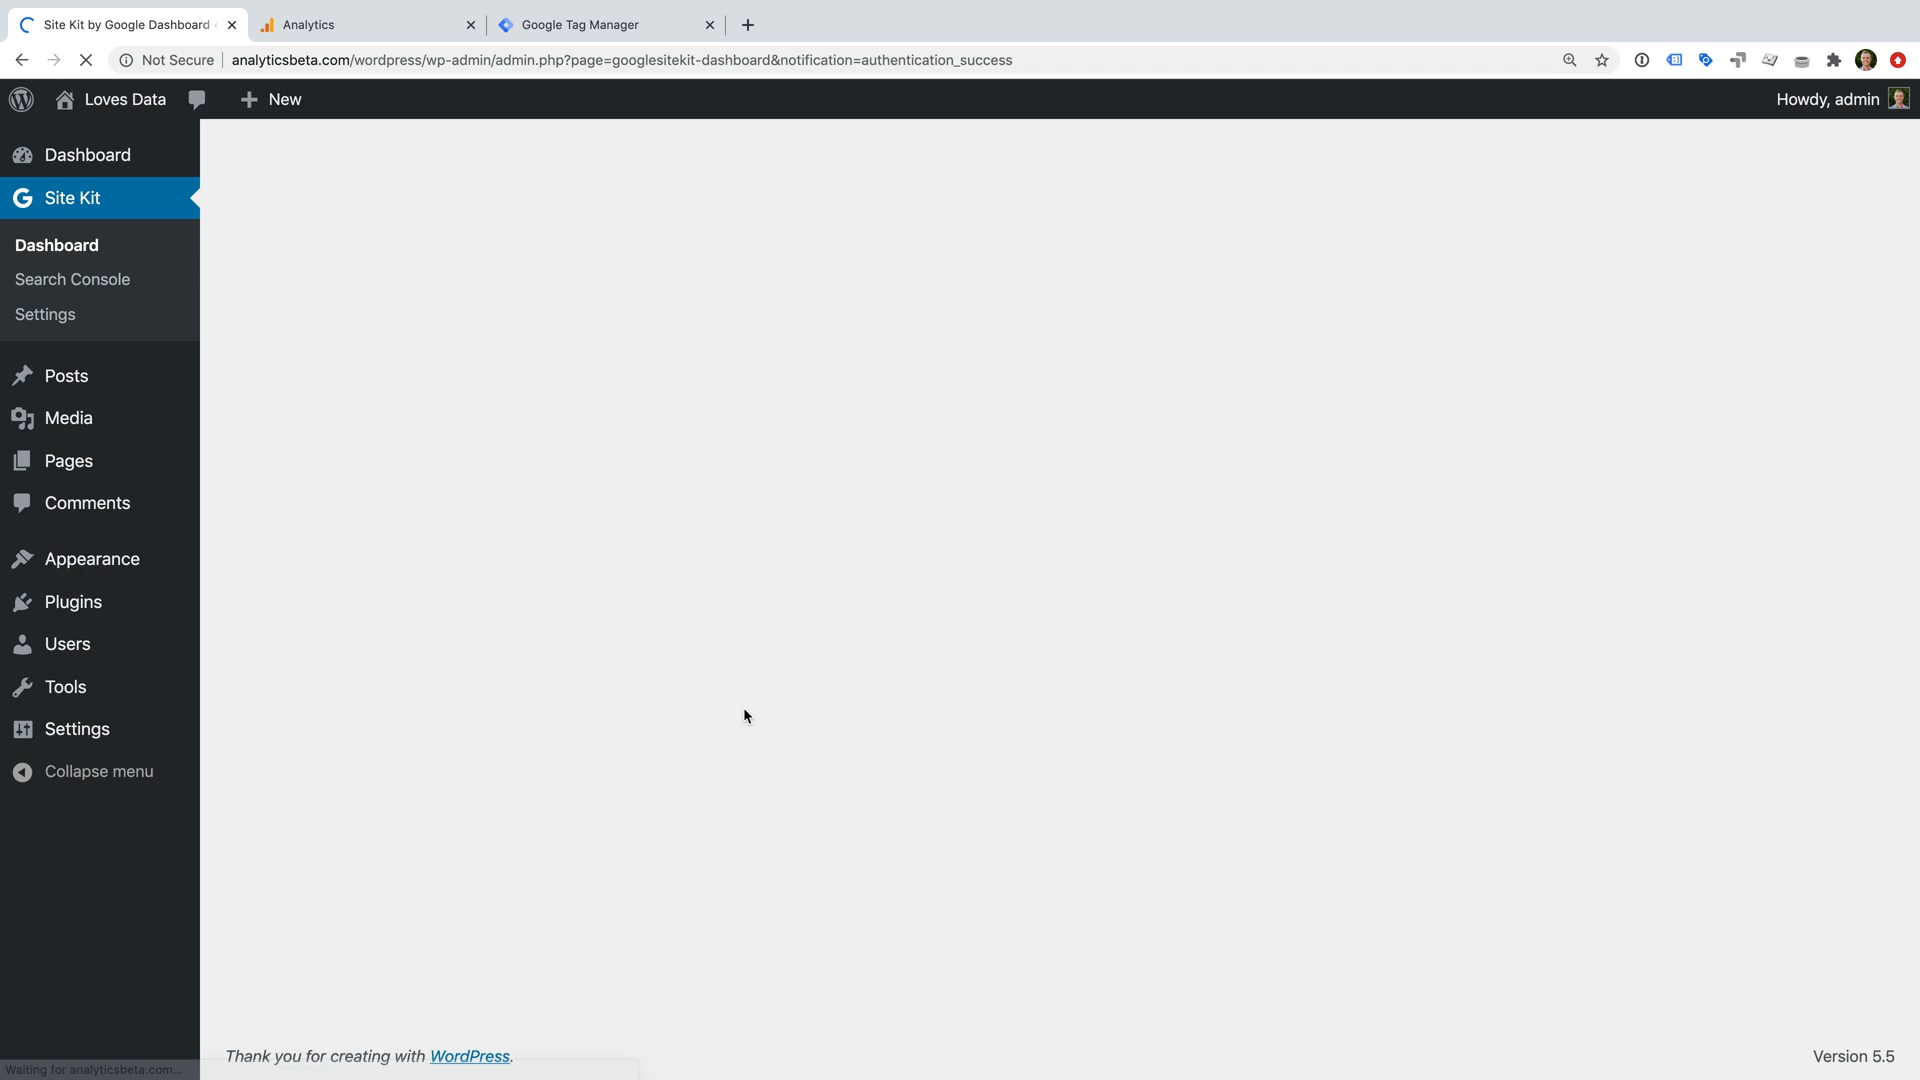 Site Kit by Google Dashboard
Analytics
Google Tag Manager
Not Secure
analyticsbeta.com/wordpress/wp-admin/admin.php?page=googlesitekit-dashboard&notification=authentication_success
Loves Data
New
Howdy, admin
Dashboard
Site Kit
Dashboard
Search Console
Settings
Posts
Media
Pages
Comments
Appearance
Plugins
Users
Tools
Settings
Collapse menu
Thank you for creating with WordPress.
Version 5.5
Waiting for analyticsbeta.com...